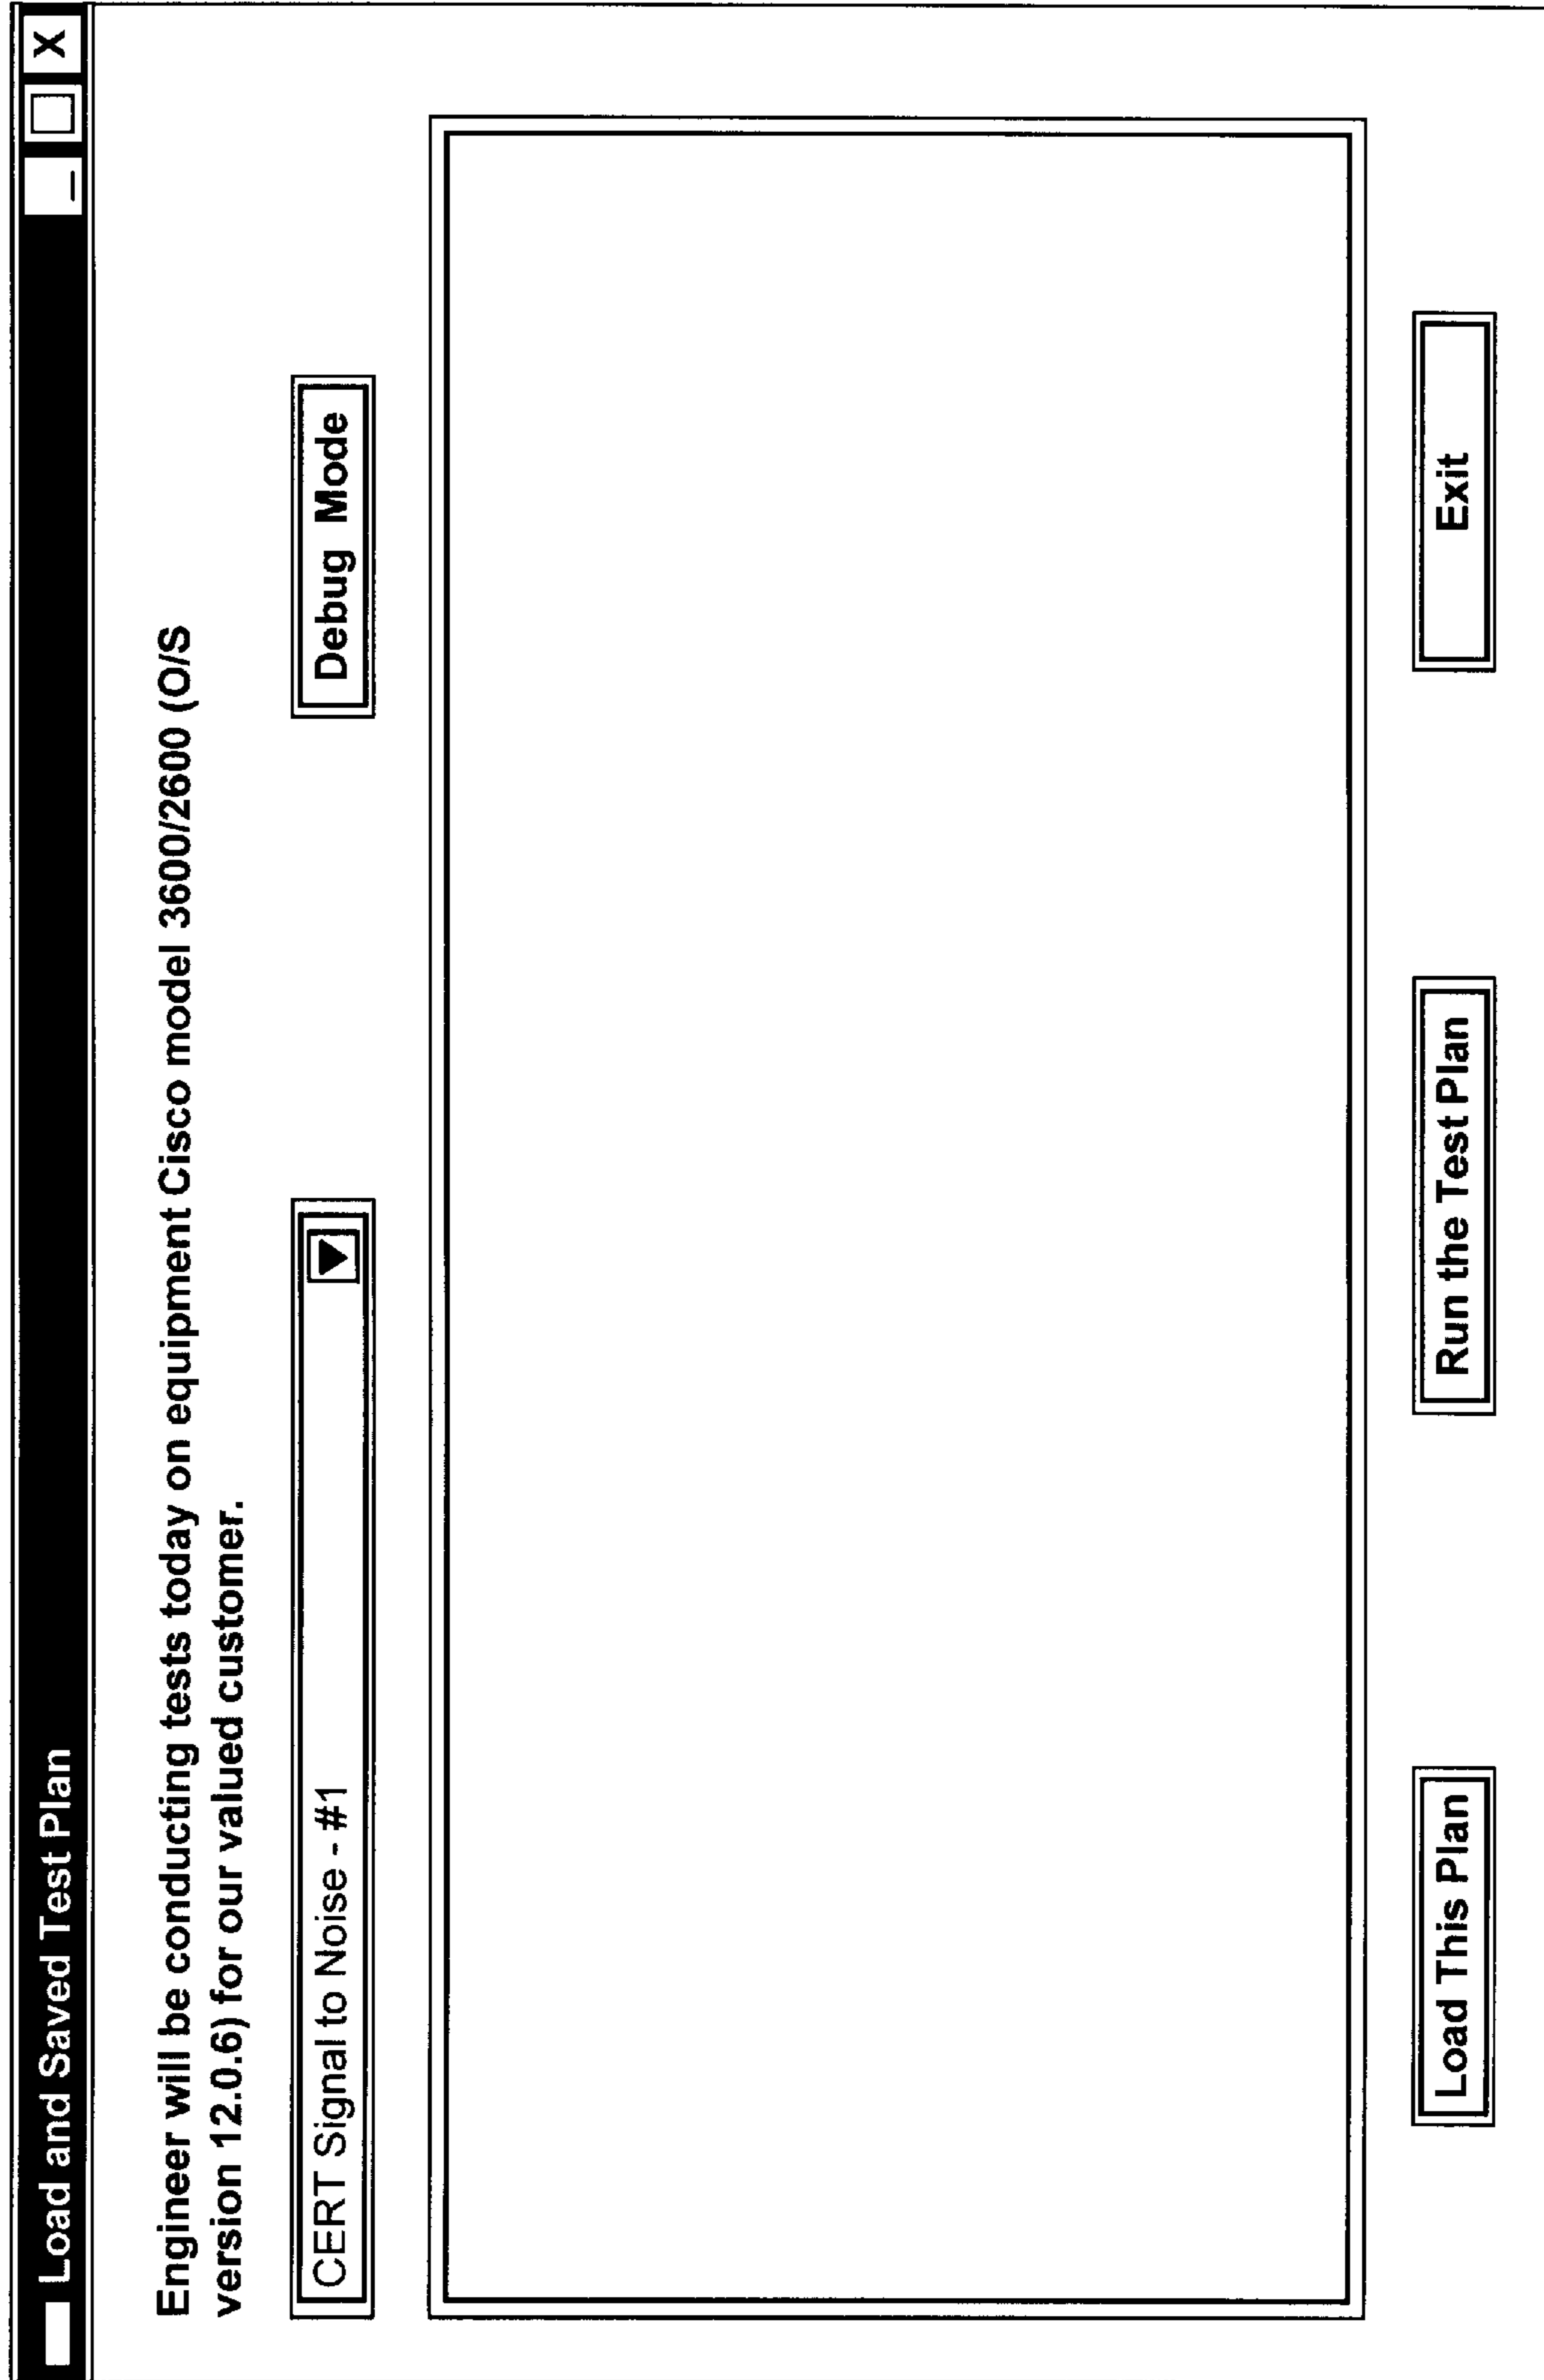 Load and Saved Test Plan
X
Engineer will be conducting tests today on equipment Cisco model 3600/2600 (O/S
version 12.0.6) for our valued customer.
CERT Signal to Noise - #1
Debug Mode
Load This Plan
Run the Test Plan
Exit